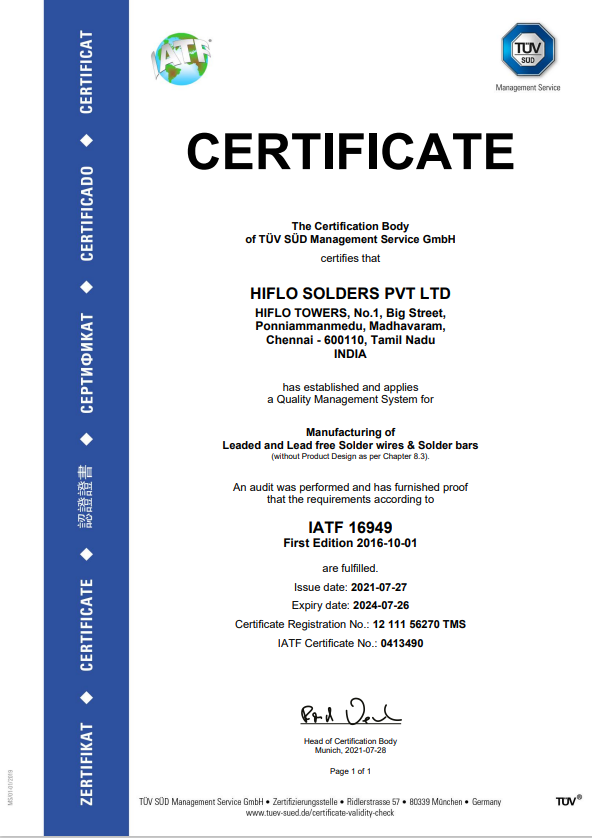 IATF
TÜV
SÜD
Management Service
CERTIFICATE
The Certification Body
of TÜV SÜD Management Service GmbH
certifies that
HIFLO SOLDERS PVT LTD
HIFLO TOWERS, No.1, Big Street,
Ponniammanmedu, Madhavaram,
Chennai - 600110, Tamil Nadu
INDIA
has established and applies
a Quality Management System for
Manufacturing of
Leaded and Lead free Solder wires & Solder bars
(without Product Design as per Chapter 8.3).
An audit was performed and has furnished proof
that the requirements according to
IATF 16949
First Edition 2016-10-01
are fulfilled.
Issue date: 2021-07-27
Expiry date: 2024-07-26
Certificate Registration No.: 12 111 56270 TMS
IATF Certificate No.: 0413490
Head of Certification Body
Munich, 2021-07-28
Page 1 of 1
TÜV SÜD Management Service GmbH • Zertifizierungsstelle • Ridlerstrasse 57 • 80339 München • Germany
www.tuev-sued.de/certificate-validity-check
TÜV®
ZERTIFIKAT ◆ CERTIFICATE ◆ 認證證書 ◆ СЕРТИФИКАТ ◆ CERTIFICADO ◆ CERTIFICAT